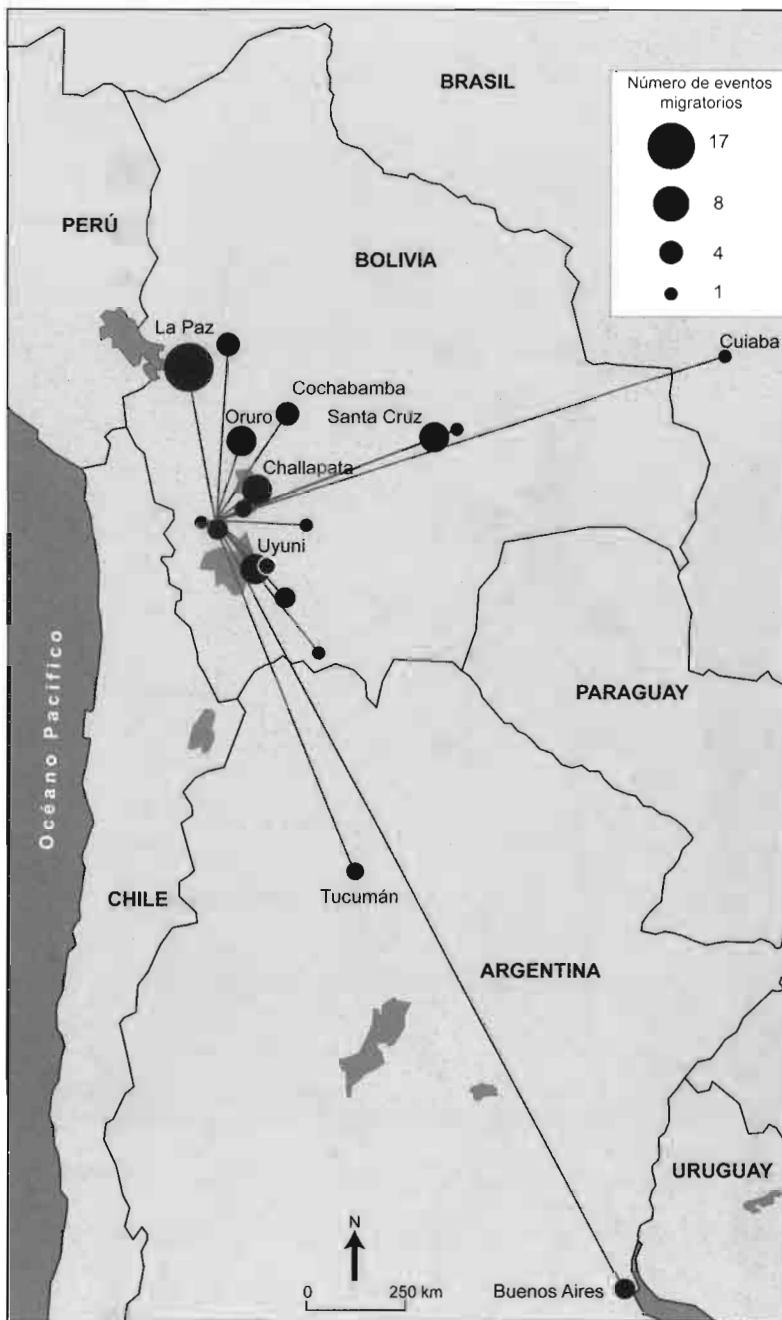 BRASIL
Número de eventos
migratorios
17
8
4
1
PERÚ
BOLIVIA
La Paz
Cuiaba
Cochabamba
Oruro
Santa Cruz
Challapata
Uyuni
Océano Pacífico
PARAGUAY
CHILE
Tucumán
ARGENTINA
URUGUAY
N
0 250 km
Buenos Aires